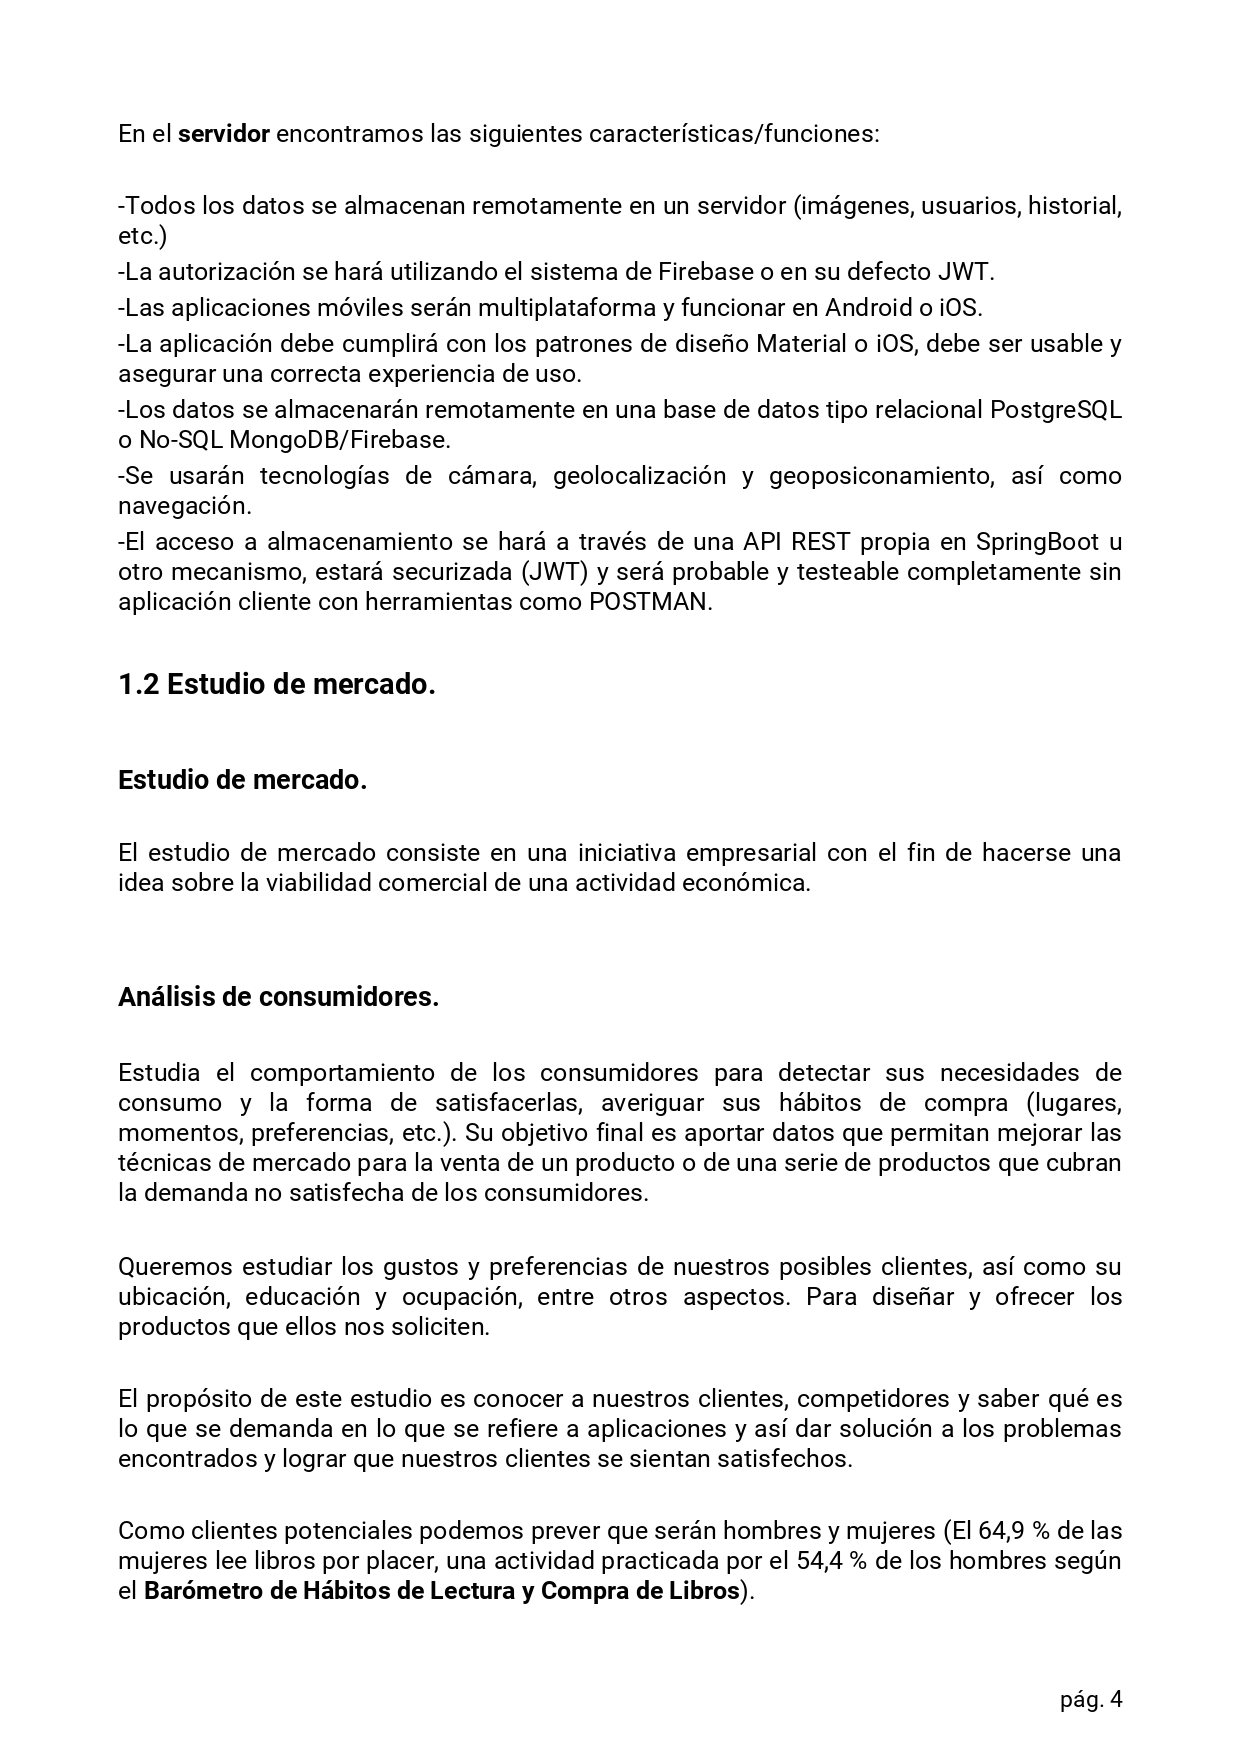 En el servidor encontramos las siguientes características/funciones:
-Todos los datos se almacenan remotamente en un servidor (imágenes, usuarios, historial,
etc.)
-La autorización se hará utilizando el sistema de Firebase o en su defecto JWT.
-Las aplicaciones móviles serán multiplataforma y funcionar en Android o iOS.
-La aplicación debe cumplirá con los patrones de diseño Material o iOS, debe ser usable y
asegurar una correcta experiencia de uso.
-Los datos se almacenarán remotamente en una base de datos tipo relacional PostgreSQL
o No-SQL MongoDB/Firebase.
-Se usarán tecnologías de cámara, geolocalización y geoposiconamiento, así como
navegación.
-El acceso a almacenamiento se hará a través de una API REST propia en SpringBoot u
otro mecanismo, estará securizada (JWT) y será probable y testeable completamente sin
aplicación cliente con herramientas como POSTMAN.
1.2 Estudio de mercado.
Estudio de mercado.
El estudio de mercado consiste en una iniciativa empresarial con el fin de hacerse una
idea sobre la viabilidad comercial de una actividad económica.
Análisis de consumidores.
Estudia el comportamiento de los consumidores para detectar sus necesidades de
consumo y la forma de satisfacerlas, averiguar sus hábitos de compra (lugares,
momentos, preferencias, etc.). Su objetivo final es aportar datos que permitan mejorar las
técnicas de mercado para la venta de un producto o de una serie de productos que cubran
la demanda no satisfecha de los consumidores.
Queremos estudiar los gustos y preferencias de nuestros posibles clientes, así como su
ubicación, educación y ocupación, entre otros aspectos. Para diseñar y ofrecer los
productos que ellos nos soliciten.
El propósito de este estudio es conocer a nuestros clientes, competidores y saber qué es
lo que se demanda en lo que se refiere a aplicaciones y así dar solución a los problemas
encontrados y lograr que nuestros clientes se sientan satisfechos.
Como clientes potenciales podemos prever que serán hombres y mujeres (El 64,9 % de las
mujeres lee libros por placer, una actividad practicada por el 54,4 % de los hombres según
el Barómetro de Hábitos de Lectura y Compra de Libros).
pág. 4